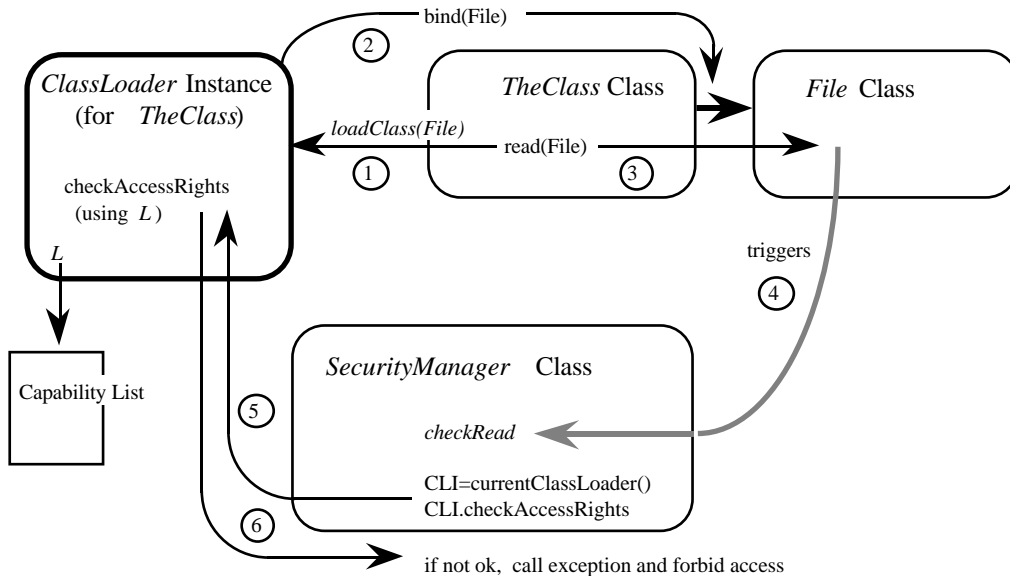 bind(File)
2
ClassLoader Instance
(for TheClass)
TheClass Class
File Class
loadClass(File)
read(File)
1
3
checkAccessRights
(using L)
L
triggers
4
Capability List
SecurityManager Class
5
checkRead
CLI=currentClassLoader()
CLI.checkAccessRights
6
if not ok, call exception and forbid access